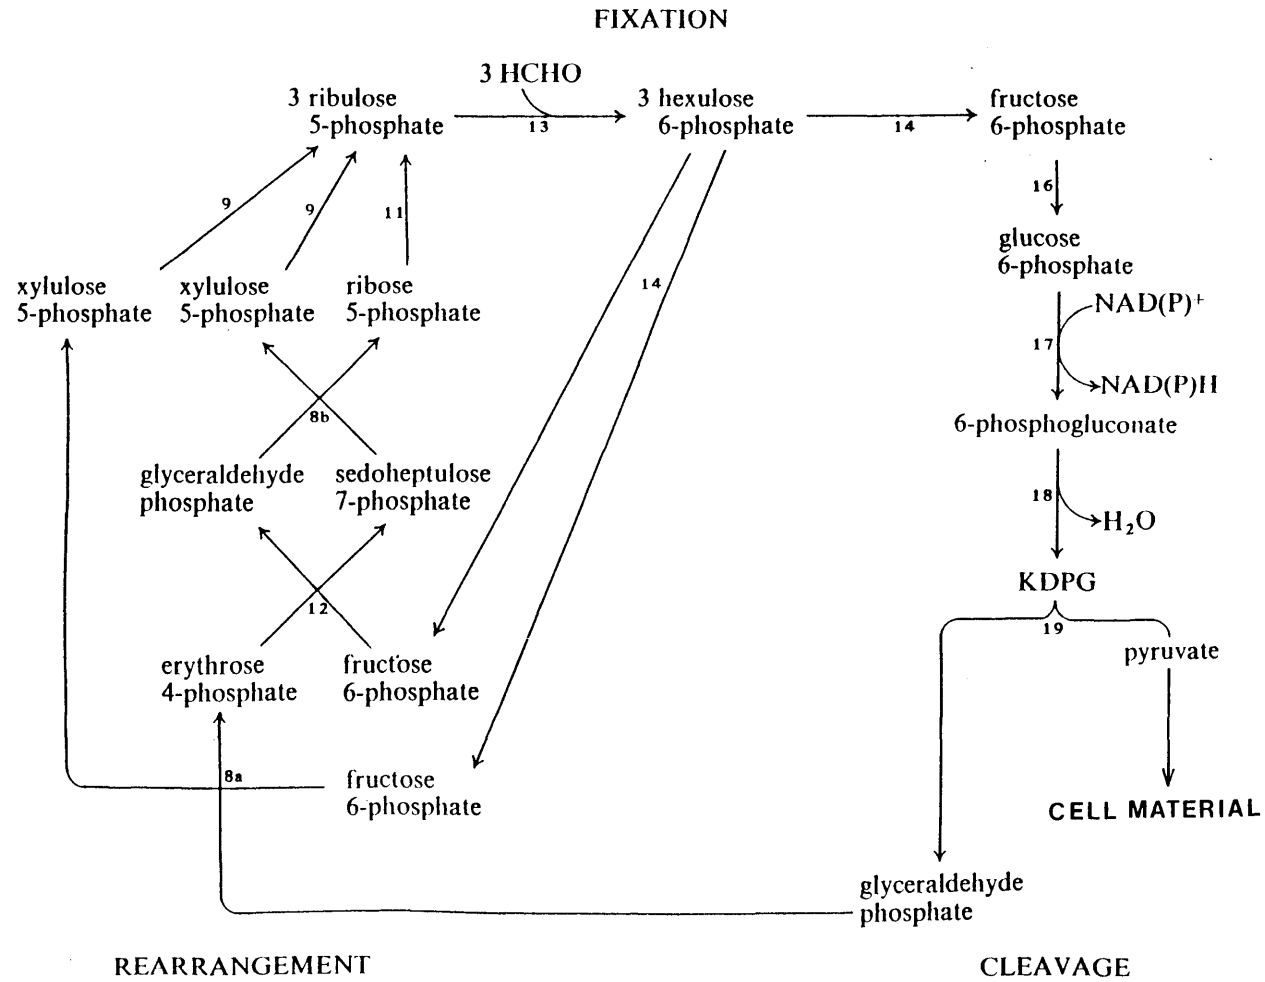 FIXATION
3 HCHO
3 ribulose
5-phosphate
13
3 hexulose
6-phosphate
14
fructose
6-phosphate
16
glucose
6-phosphate
9
9
11
14
xylulose
5-phosphate
xylulose
5-phosphate
ribose
5-phosphate
NAD(P)+
17
NAD(P)H
8b
6-phosphogluconate
glyceraldehyde
phosphate
sedoheptulose
7-phosphate
18
H₂O
12
KDPG
19
erythrose
4-phosphate
fructose
6-phosphate
pyruvate
8a
fructose
6-phosphate
CELL MATERIAL
glyceraldehyde
phosphate
REARRANGEMENT
CLEAVAGE